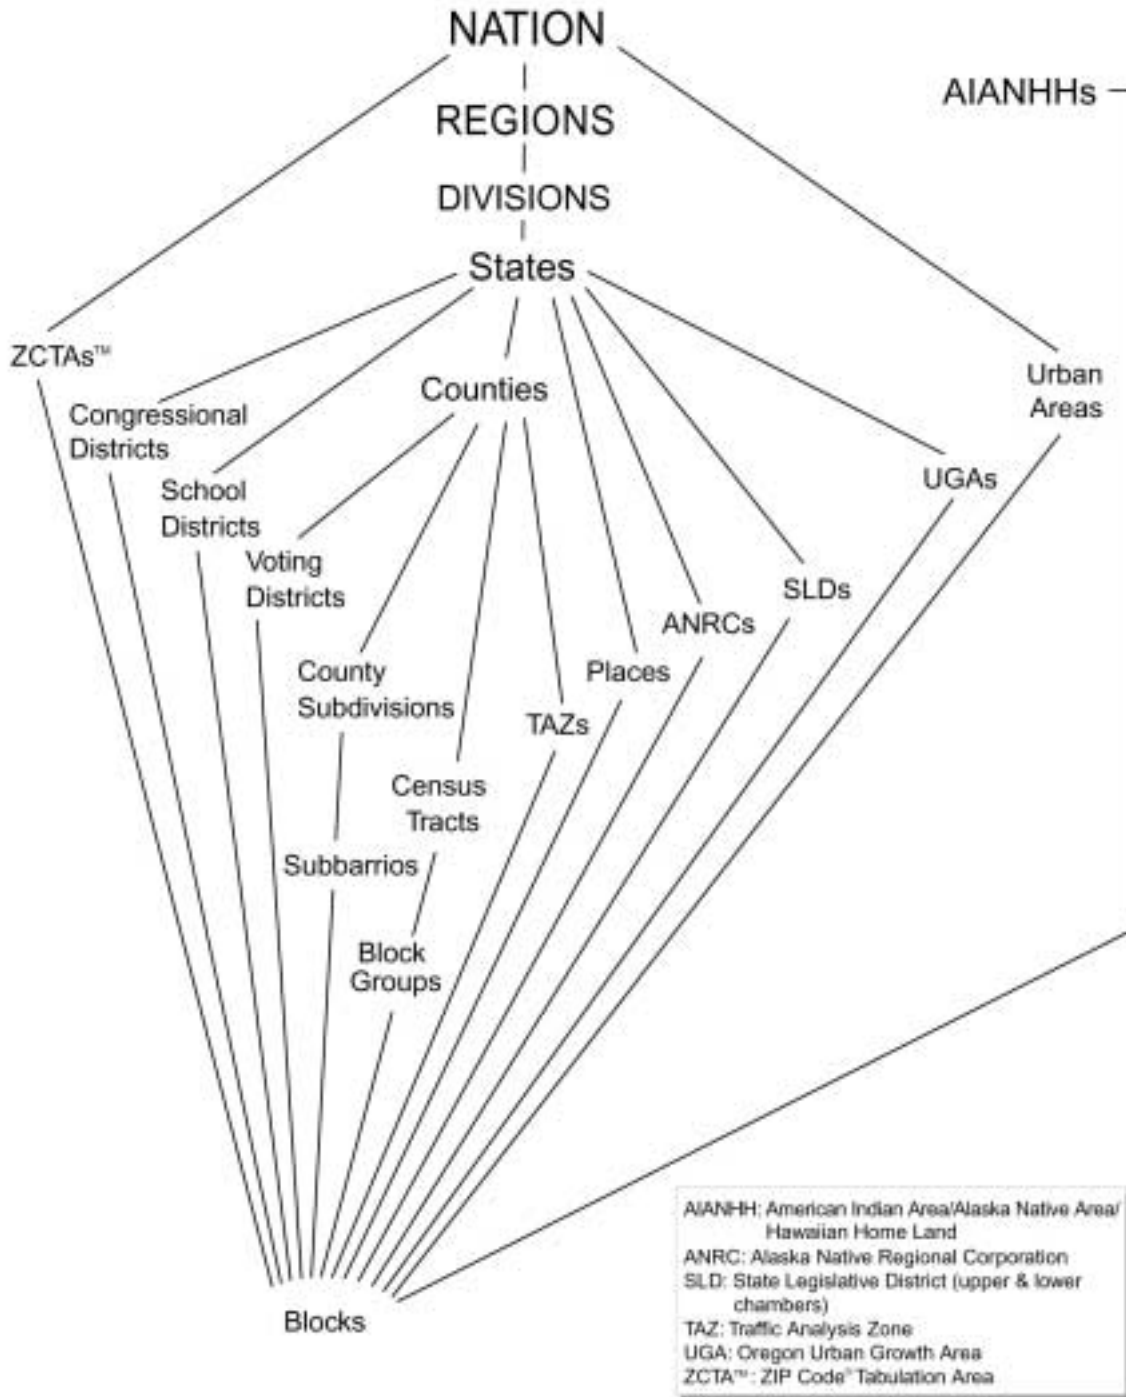 NATION
AIANHHs
REGIONS
DIVISIONS
States
ZCTAs™
Congressional
Districts
Counties
Urban
Areas
School
Districts
UGAs
Voting
Districts
SLDs
ANRCs
County
Subdivisions
Places
TAZs
Census
Tracts
Subbarrios
Block
Groups
Blocks
AIANHH: American Indian Area/Alaska Native Area/
Hawaiian Home Land
ANRC: Alaska Native Regional Corporation
SLD: State Legislative District (upper & lower
chambers)
TAZ: Traffic Analysis Zone
UGA: Oregon Urban Growth Area
ZCTA™: ZIP Code® Tabulation Area